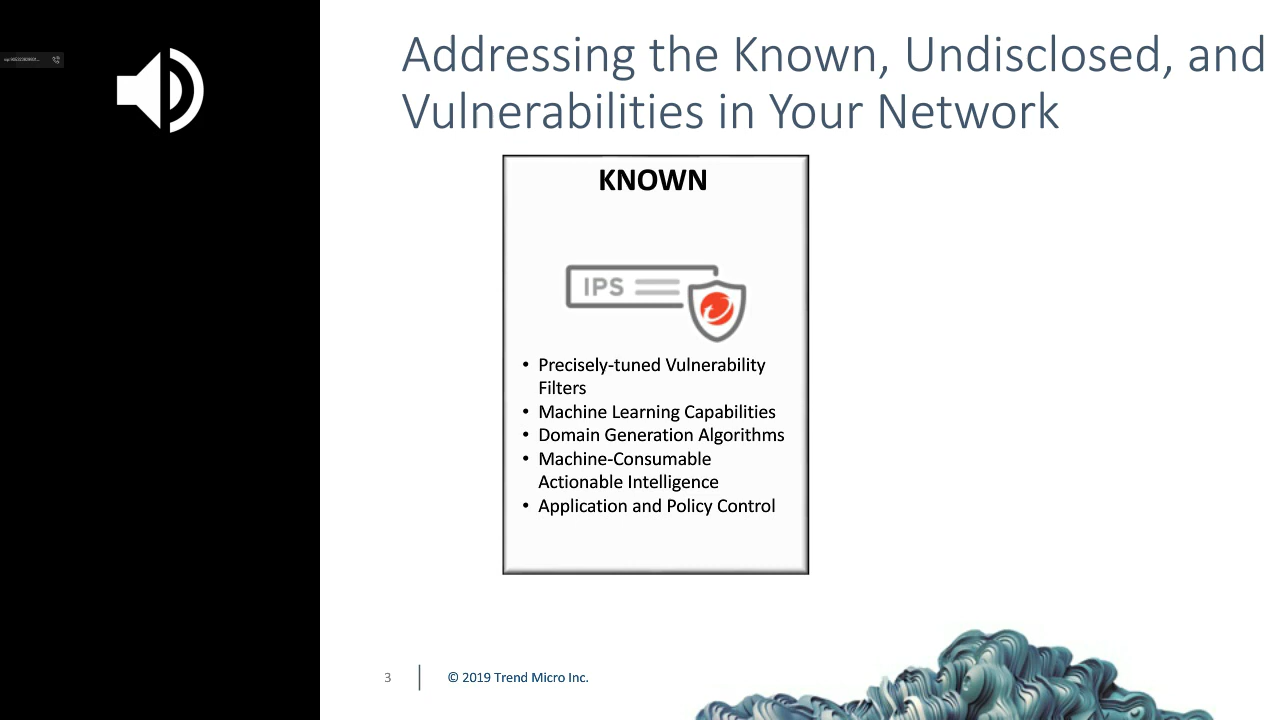 Addressing the Known, Undisclosed, and
Vulnerabilities in Your Network
KNOWN
IPS
• Precisely-tuned Vulnerability
Filters
• Machine Learning Capabilities
• Domain Generation Algorithms
• Machine-Consumable
Actionable Intelligence
• Application and Policy Control
3
© 2019 Trend Micro Inc.